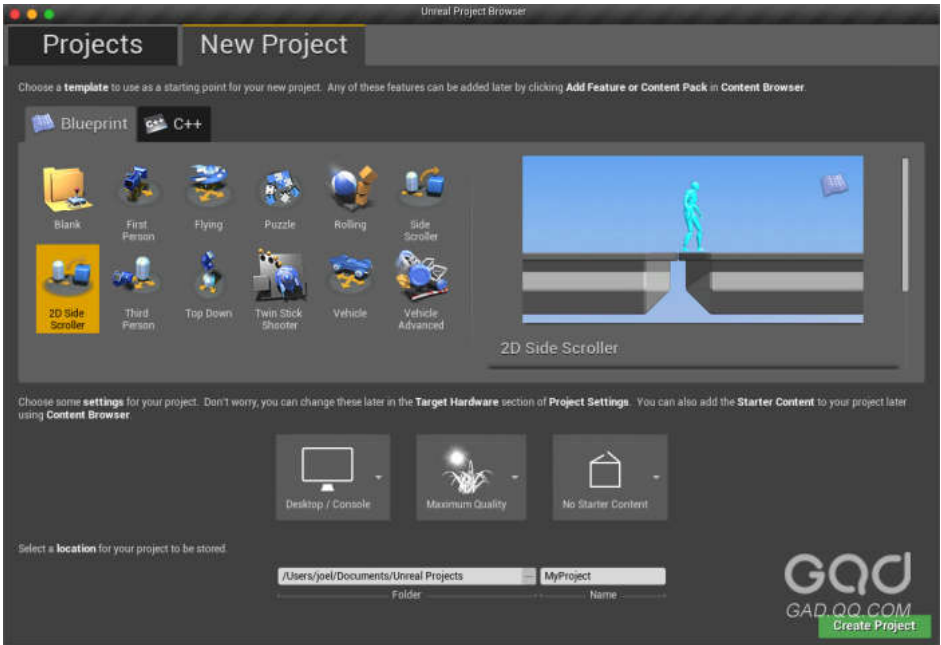 Unreal Project Browser
Projects
New Project
Choose a template to use as a starting point for your new project. Any of these features can be added later by clicking Add Feature or Content Pack in Content Browser.
Blueprint
C++
Blank
First
Person
Flying
Puzzle
Rolling
Side
Scroller
2D Side
Scroller
Third
Person
Top Down
Twin Stick
Shooter
Vehicle
Vehicle
Advanced
2D Side Scroller
Choose some settings for your project. Don't worry, you can change these later in the Target Hardware section of Project Settings. You can also add the Starter Content to your project later
using Content Browser.
Desktop / Console
Maximum Quality
No Starter Content
Select a location for your project to be stored.
/Users/joel/Documents/Unreal Projects
...
MyProject
Folder
Name
GAD
GAD.QQ.COM
Create Project